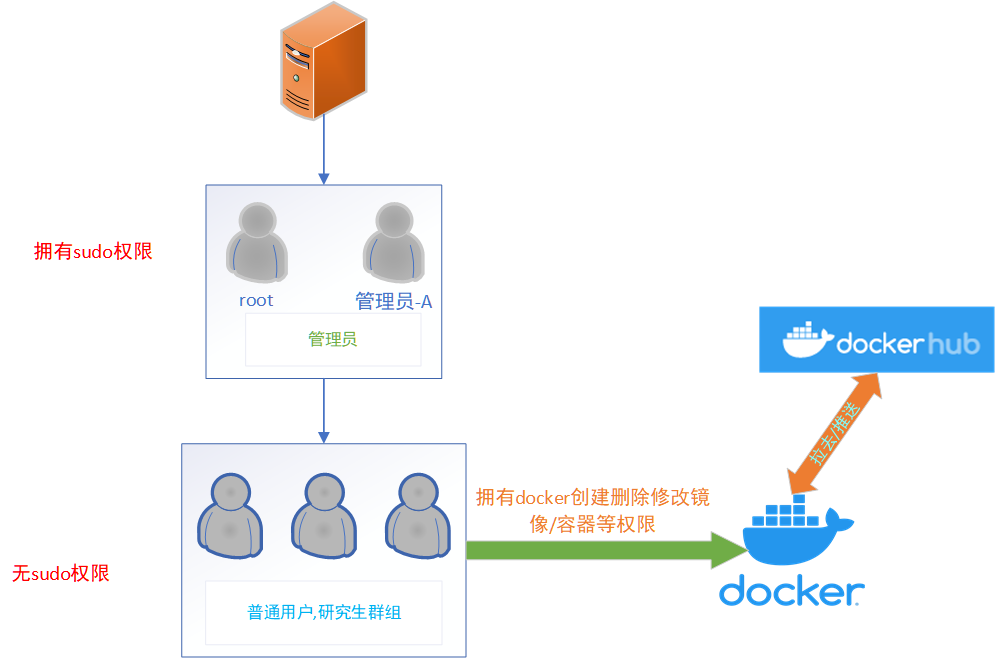 拥有sudo权限
root
管理员-A
管理员
dockerhub
拉去/推送
拥有docker创建删除修改镜
像/容器等权限
无sudo权限
普通用户,研究生群组
docker